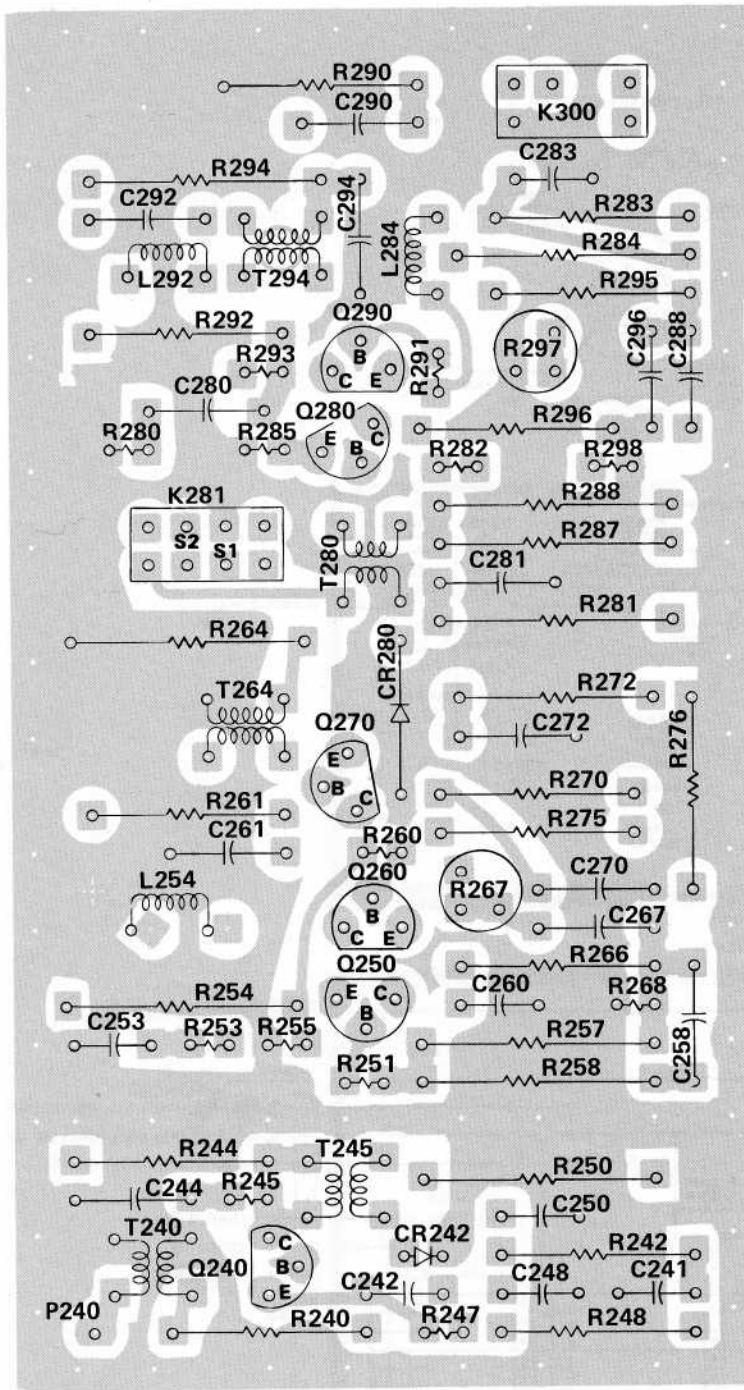 R290
C290
K300
C283
R294
C292
C294
R283
R284
L284
L292
T294
R295
Q290
R292
B
C E
R293
R291
R297
C296
C288
C280
Q280
R296
E C
B
R280
R285
R282
R298
K281
R288
S2 S1
T280
R287
C281
R281
R264
CR280
T264
R272
Q270
C272
R276
E
B
C
R261
R270
C261
R260
R275
L254
Q260
R267
C270
B
C E
C267
Q250
R266
E C
B
R254
C260
R268
C253
R253
R255
R257
C258
R251
R258
R244
T245
R250
C244
R245
C250
T240
Q240
C
B
E
CR242
R242
C242
C248
C241
P240
R240
R247
R248